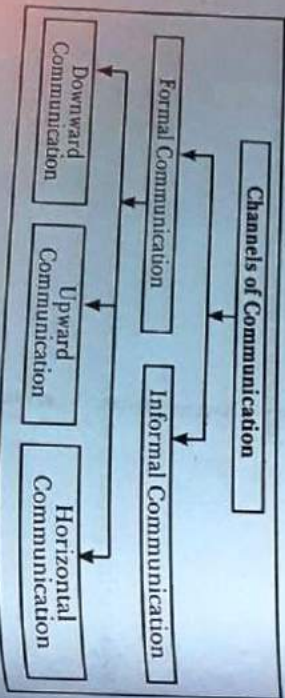 Channels of Communication
Formal Communication
Informal Communication
Downward
Communication
Upward
Communication
Horizontal
Communication